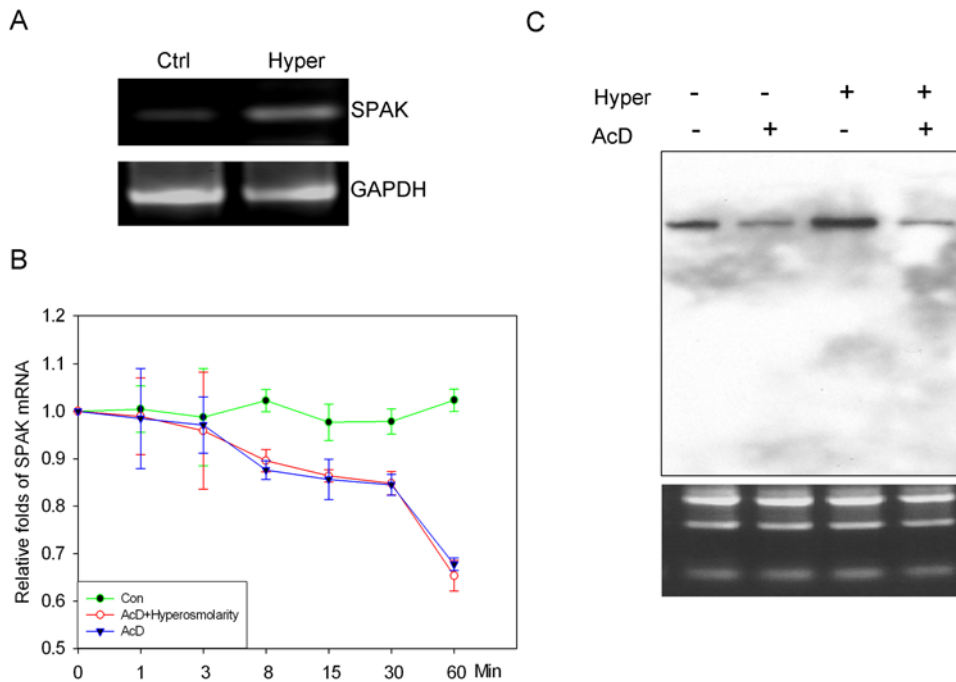 A
Ctrl Hyper
SPAK
GAPDH
B
Relative folds of SPAK mRNA
1.2
1.1
1.0
0.9
0.8
0.7
0.6
0.5
Con
AcD+Hyperosmolarity
AcD
0 1 3 8 15 30 60 Min
C
Hyper - - + +
AcD - + - +